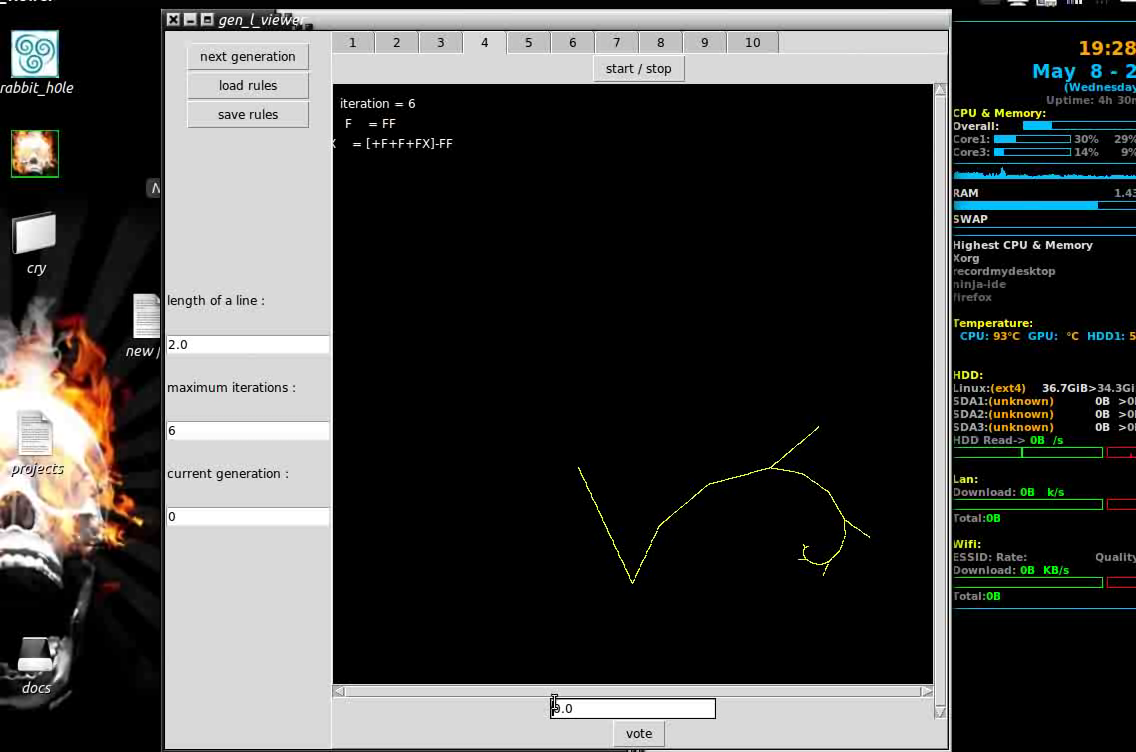 gen_l_viewer
1 2 3 4 5 6 7 8 9 10
start / stop
next generation
load rules
save rules
iteration = 6
F = FF
X = [+F+F+FX]-FF
length of a line :
2.0
maximum iterations :
6
current generation :
0
vote
rabbit_hole
cry
new
projects
docs
19:28
May 8 - 2
(Wednesday
Uptime: 4h 30m
CPU & Memory:
Overall:
Core1: 30% 29%
Core3: 14% 9%
RAM 1.43
SWAP
Highest CPU & Memory
Xorg
recordmydesktop
ninja-ide
firefox
Temperature:
CPU: 93°C GPU: °C HDD1: 5
HDD:
Linux:(ext4) 36.7GiB>34.3Gi
SDA1:(unknown) 0B >0
SDA2:(unknown) 0B >0
SDA3:(unknown) 0B >0
HDD Read-> 0B /s
Lan:
Download: 0B k/s
Total:0B
Wifi:
ESSID: Rate: Quality
Download: 0B KB/s
Total:0B